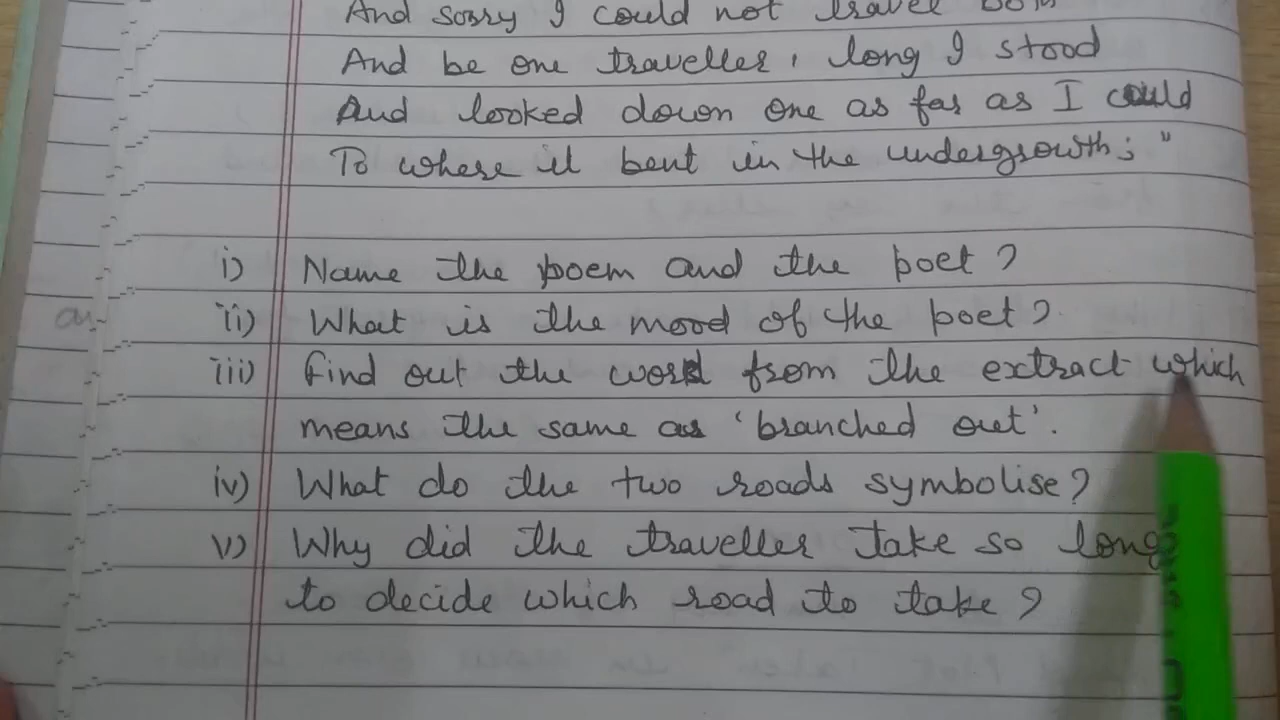 And sorry I could not travel both
And be one traveller, long I stood
And looked down one as far as I could
To where it bent in the undergrowth; "
i) Name the poem and the poet?
ii) What is the mood of the poet?
iii) Find out the word from the extract which
means the same as 'branched out'.
iv) What do the two roads symbolise?
v) Why did the traveller take so long
to decide which road to take?